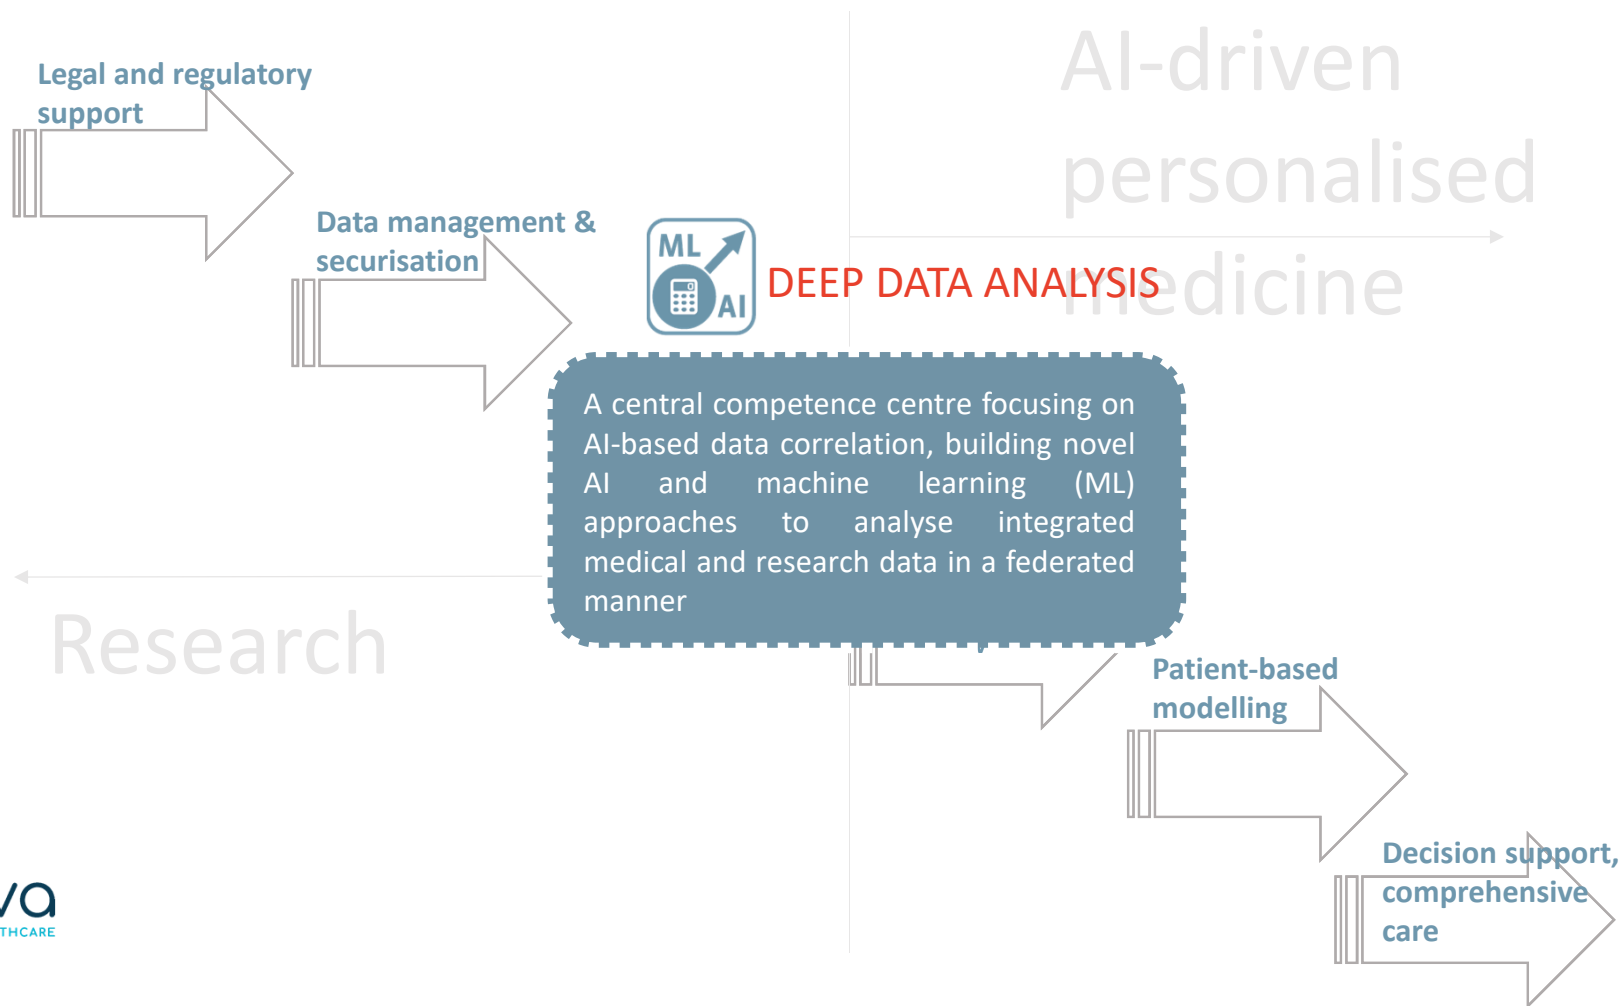 AI-driven
personalised
medicine
Legal and regulatory
support
Data management &
securisation
ML
AI
DEEP DATA ANALYSIS
A central competence centre focusing on
AI-based data correlation, building novel
AI and machine learning (ML)
approaches to analyse integrated
medical and research data in a federated
manner
Research
Patient-based
modelling
Decision support,
comprehensive
care